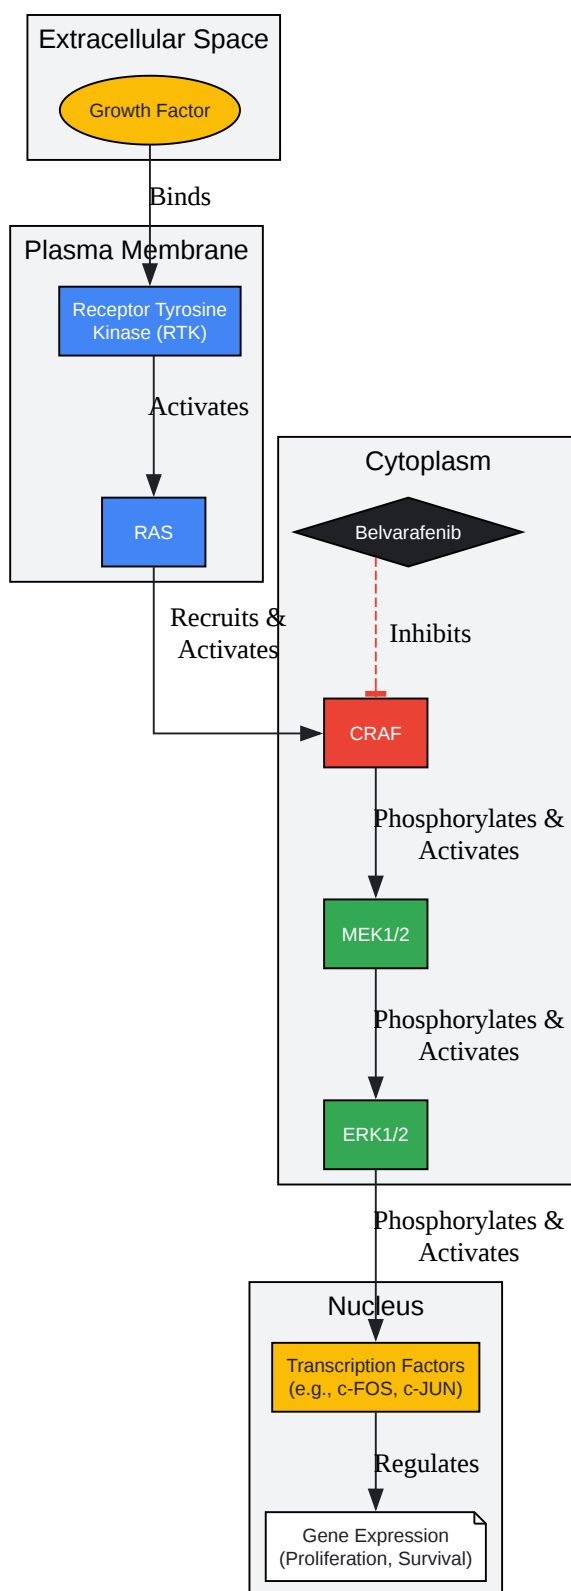 Extracellular Space
Growth Factor
Binds
Plasma Membrane
Receptor Tyrosine
Kinase (RTK)
Activates
RAS
Recruits &
Activates
Cytoplasm
Belvarafenib
Inhibits
CRAF
Phosphorylates &
Activates
MEK1/2
Phosphorylates &
Activates
ERK1/2
Phosphorylates &
Activates
Nucleus
Transcription Factors
(e.g., c-FOS, c-JUN)
Regulates
Gene Expression
(Proliferation, Survival)